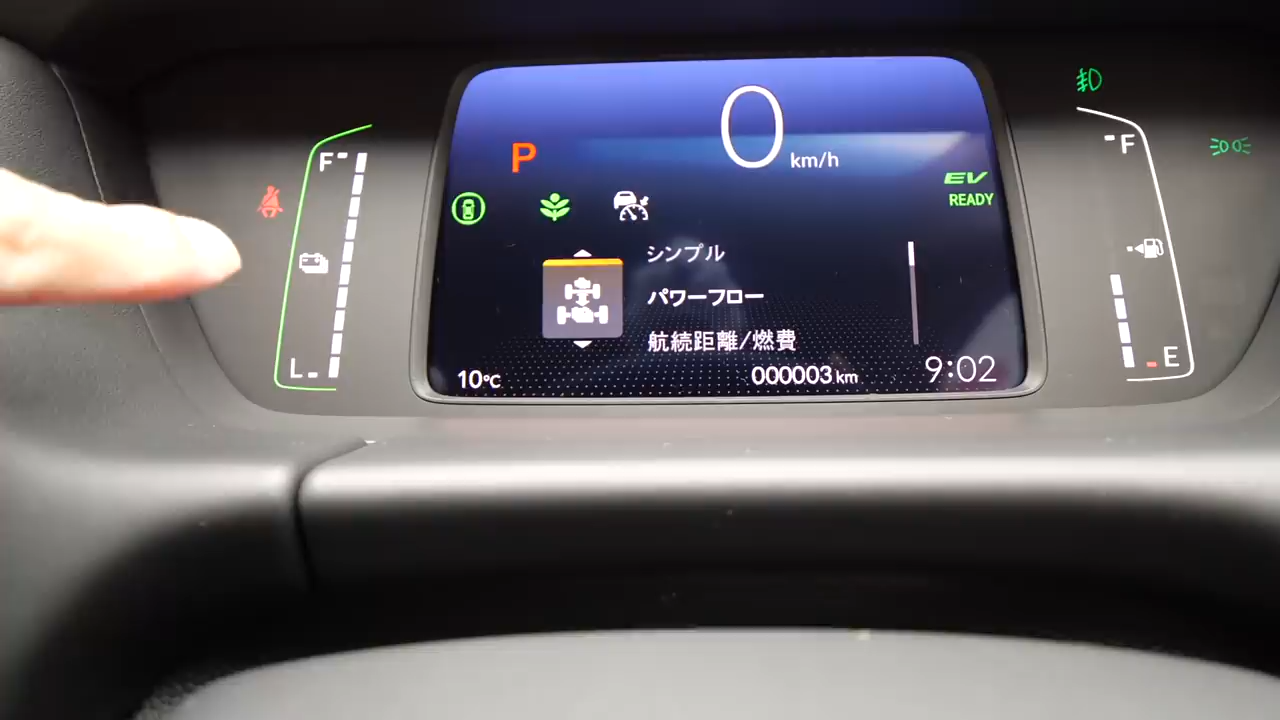 0 km/h
P
F
F
EV
READY
シンプル
パワーフロー
航続距離/燃費
L
E
10℃
000003 km
9:02